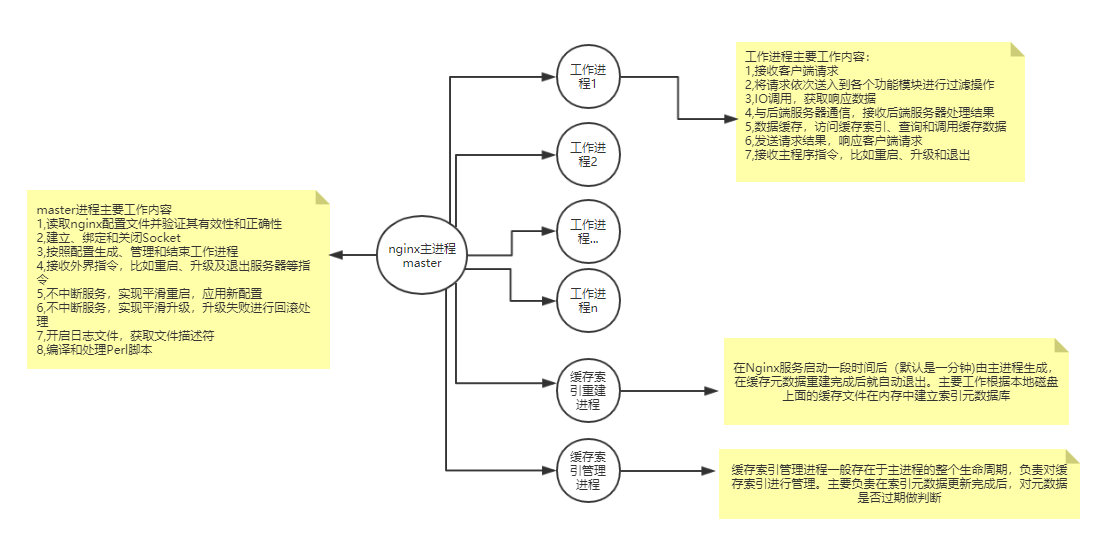 工作进
程1
工作进程主要工作内容：
1,接收客户端请求
2,将请求依次送入到各个功能模块进行过滤操作
3,IO调用，获取响应数据
4,与后端服务器通信，接收后端服务器处理结果
5,数据缓存，访问缓存索引、查询和调用缓存数据
6,发送请求结果，响应客户端请求
7,接收主程序指令，比如重启、升级和退出
工作进
程2
master进程主要工作内容
1,读取nginx配置文件并验证其有效性和正确性
2,建立、绑定和关闭Socket
3,按照配置生成、管理和结束工作进程
4,接收外界指令，比如重启、升级及退出服务器等指
令
5,不中断服务，实现平滑重启，应用新配置
6,不中断服务，实现平滑升级，升级失败进行回滚处
理
7,开启日志文件，获取文件描述符
8,编译和处理Perl脚本
nginx主进程
master
工作进
程...
工作进
程n
缓存索
引重建
进程
在Nginx服务启动一段时间后（默认是一分钟)由主进程生成，
在缓存元数据重建完成后就自动退出。主要工作根据本地磁盘
上面的缓存文件在内存中建立索引元数据库
缓存索
引管理
进程
缓存索引管理进程一般存在于主进程的整个生命周期，负责对缓
存索引进行管理。主要负责在索引元数据更新完成后，对元数据
是否过期做判断